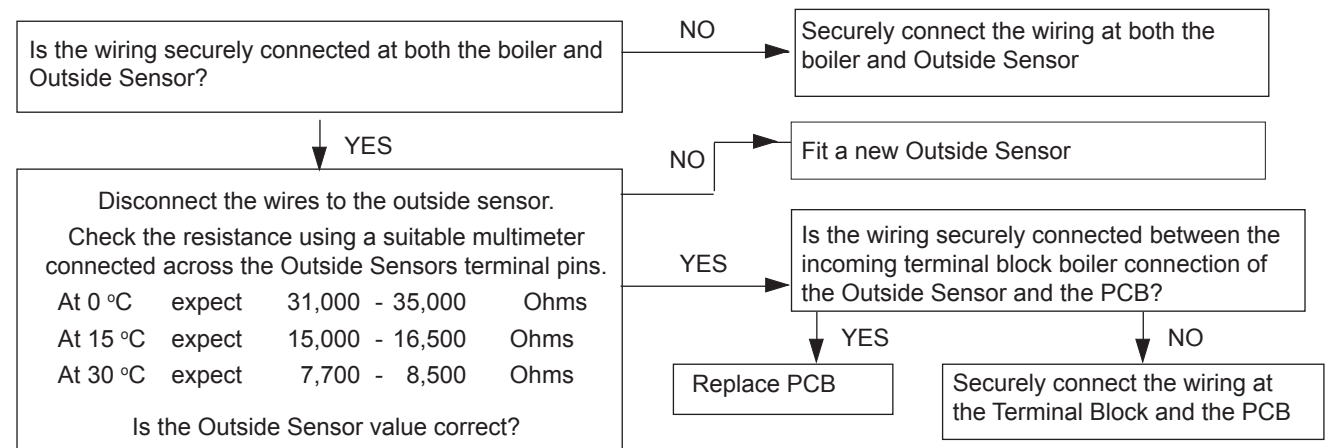 Is the wiring securely connected at both the boiler and
Outside Sensor?
NO
Securely connect the wiring at both the
boiler and Outside Sensor
YES
Disconnect the wires to the outside sensor.
Check the resistance using a suitable multimeter
connected across the Outside Sensors terminal pins.
At 0 °C expect 31,000 - 35,000 Ohms
At 15 °C expect 15,000 - 16,500 Ohms
At 30 °C expect 7,700 - 8,500 Ohms
Is the Outside Sensor value correct?
NO
Fit a new Outside Sensor
YES
Is the wiring securely connected between the
incoming terminal block boiler connection of
the Outside Sensor and the PCB?
YES
Replace PCB
NO
Securely connect the wiring at
the Terminal Block and the PCB